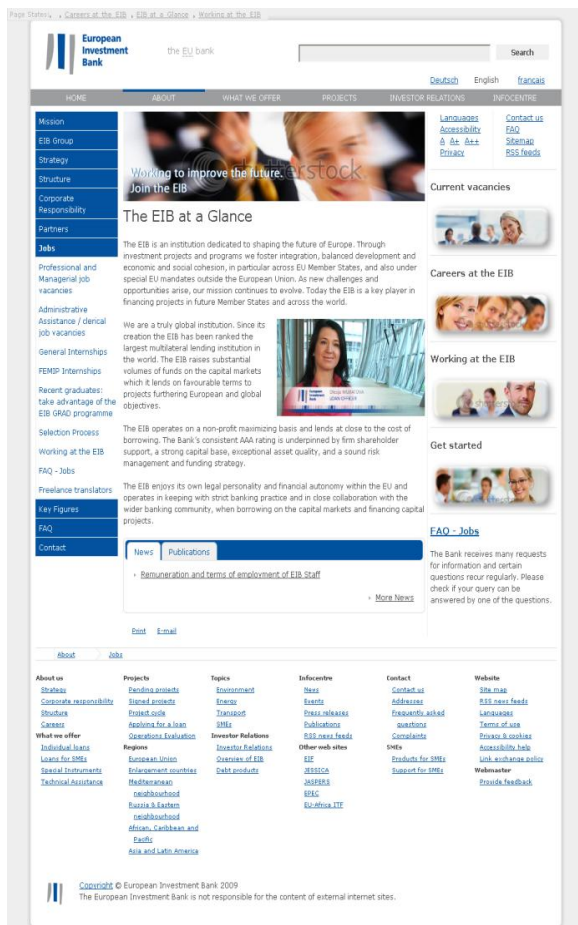 Page States: , Careers at the EIB , EIB at a Glance , Working at the EIB
European
Investment
Bank
the EU bank
Search
Deutsch English français
HOME ABOUT WHAT WE OFFER PROJECTS INVESTOR RELATIONS INFOCENTRE
Mission
EIB Group
Strategy
Structure
Corporate
Responsibility
Partners
Jobs
Professional and
Managerial job
vacancies
Administrative
Assistance / clerical
job vacancies
General Internships
FEMIP Internships
Recent graduates:
take advantage of the
EIB GRAD programme
Selection Process
Working at the EIB
FAQ - Jobs
Freelance translators
Key Figures
FAQ
Contact
Working to improve the future.
Join the EIB
The EIB at a Glance
The EIB is an institution dedicated to shaping the future of Europe. Through
investment projects and programs we foster integration, balanced development and
economic and social cohesion, in particular across EU Member States, and also under
special EU mandates outside the European Union. As new challenges and
opportunities arise, our mission continues to evolve. Today the EIB is a key player in
financing projects in future Member States and across the world.
We are a truly global institution. Since its
creation the EIB has been ranked the
largest multilateral lending institution in
the world. The EIB raises substantial
volumes of funds on the capital markets
which it lends on favourable terms to
projects furthering European and global
objectives.
The EIB operates on a non-profit maximizing basis and lends at close to the cost of
borrowing. The Bank's consistent AAA rating is underpinned by firm shareholder
support, a strong capital base, exceptional asset quality, and a sound risk
management and funding strategy.
The EIB enjoys its own legal personality and financial autonomy within the EU and
operates in keeping with strict banking practice and in close collaboration with the
wider banking community, when borrowing on the capital markets and financing capital
projects.
News Publications
Remuneration and terms of employment of EIB Staff
More News
Print E-mail
Languages
Accessibility
A A+ A++
Privacy
Contact us
FAQ
Sitemap
RSS feeds
Current vacancies
Careers at the EIB
Working at the EIB
Get started
FAQ - Jobs
The Bank receives many requests
for information and certain
questions recur regularly. Please
check if your query can be
answered by one of the questions.
About Jobs
About us
Strategy
Corporate responsibility
Structure
Careers
What we offer
Individual loans
Loans for SMEs
Special Instruments
Technical Assistance
Projects
Pending projects
Signed projects
Project cycle
Applying for a loan
Operations Evaluation
Regions
European Union
Enlargement countries
Mediterranean
neighbourhood
Russia & Eastern
neighbourhood
African, Caribbean and
Pacific
Asia and Latin America
Topics
Environment
Energy
Transport
SMEs
Investor Relations
Investor Relations
Overview of EIB
Debt products
Infocentre
News
Events
Press releases
Publications
RSS news feeds
Other web sites
EIF
JESSICA
JASPERS
EPEC
EU-Africa ITF
Contact
Contact us
Addresses
Frequently asked
questions
Complaints
SMEs
Products for SMEs
Support for SMEs
Website
Site map
RSS news feeds
Languages
Terms of use
Privacy & cookies
Accessibility help
Link exchange policy
Webmaster
Provide feedback
Copyright © European Investment Bank 2009
The European Investment Bank is not responsible for the content of external internet sites.